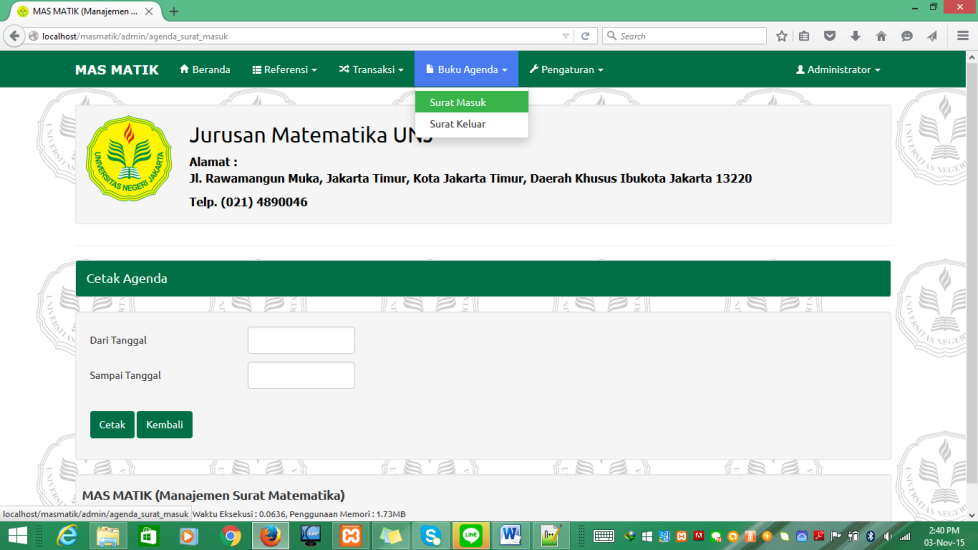 MAS MATIK (Manajemen ...
localhost/masmatik/admin/agenda_surat_masuk
Search
MAS MATIK
Beranda
Referensi
Transaksi
Buku Agenda
Pengaturan
Administrator
Surat Masuk
Surat Keluar
Jurusan Matematika UNJ
Alamat :
Jl. Rawamangun Muka, Jakarta Timur, Kota Jakarta Timur, Daerah Khusus Ibukota Jakarta 13220
Telp. (021) 4890046
UNIVERSITAS NEGERI JAKARTA
Cetak Agenda
Dari Tanggal
Sampai Tanggal
Cetak
Kembali
MAS MATIK (Manajemen Surat Matematika)
localhost/masmatik/admin/agenda_surat_masuk
Waktu Eksekusi : 0.0636, Penggunaan Memori : 1.73MB
LINE
2:40 PM
03-Nov-15